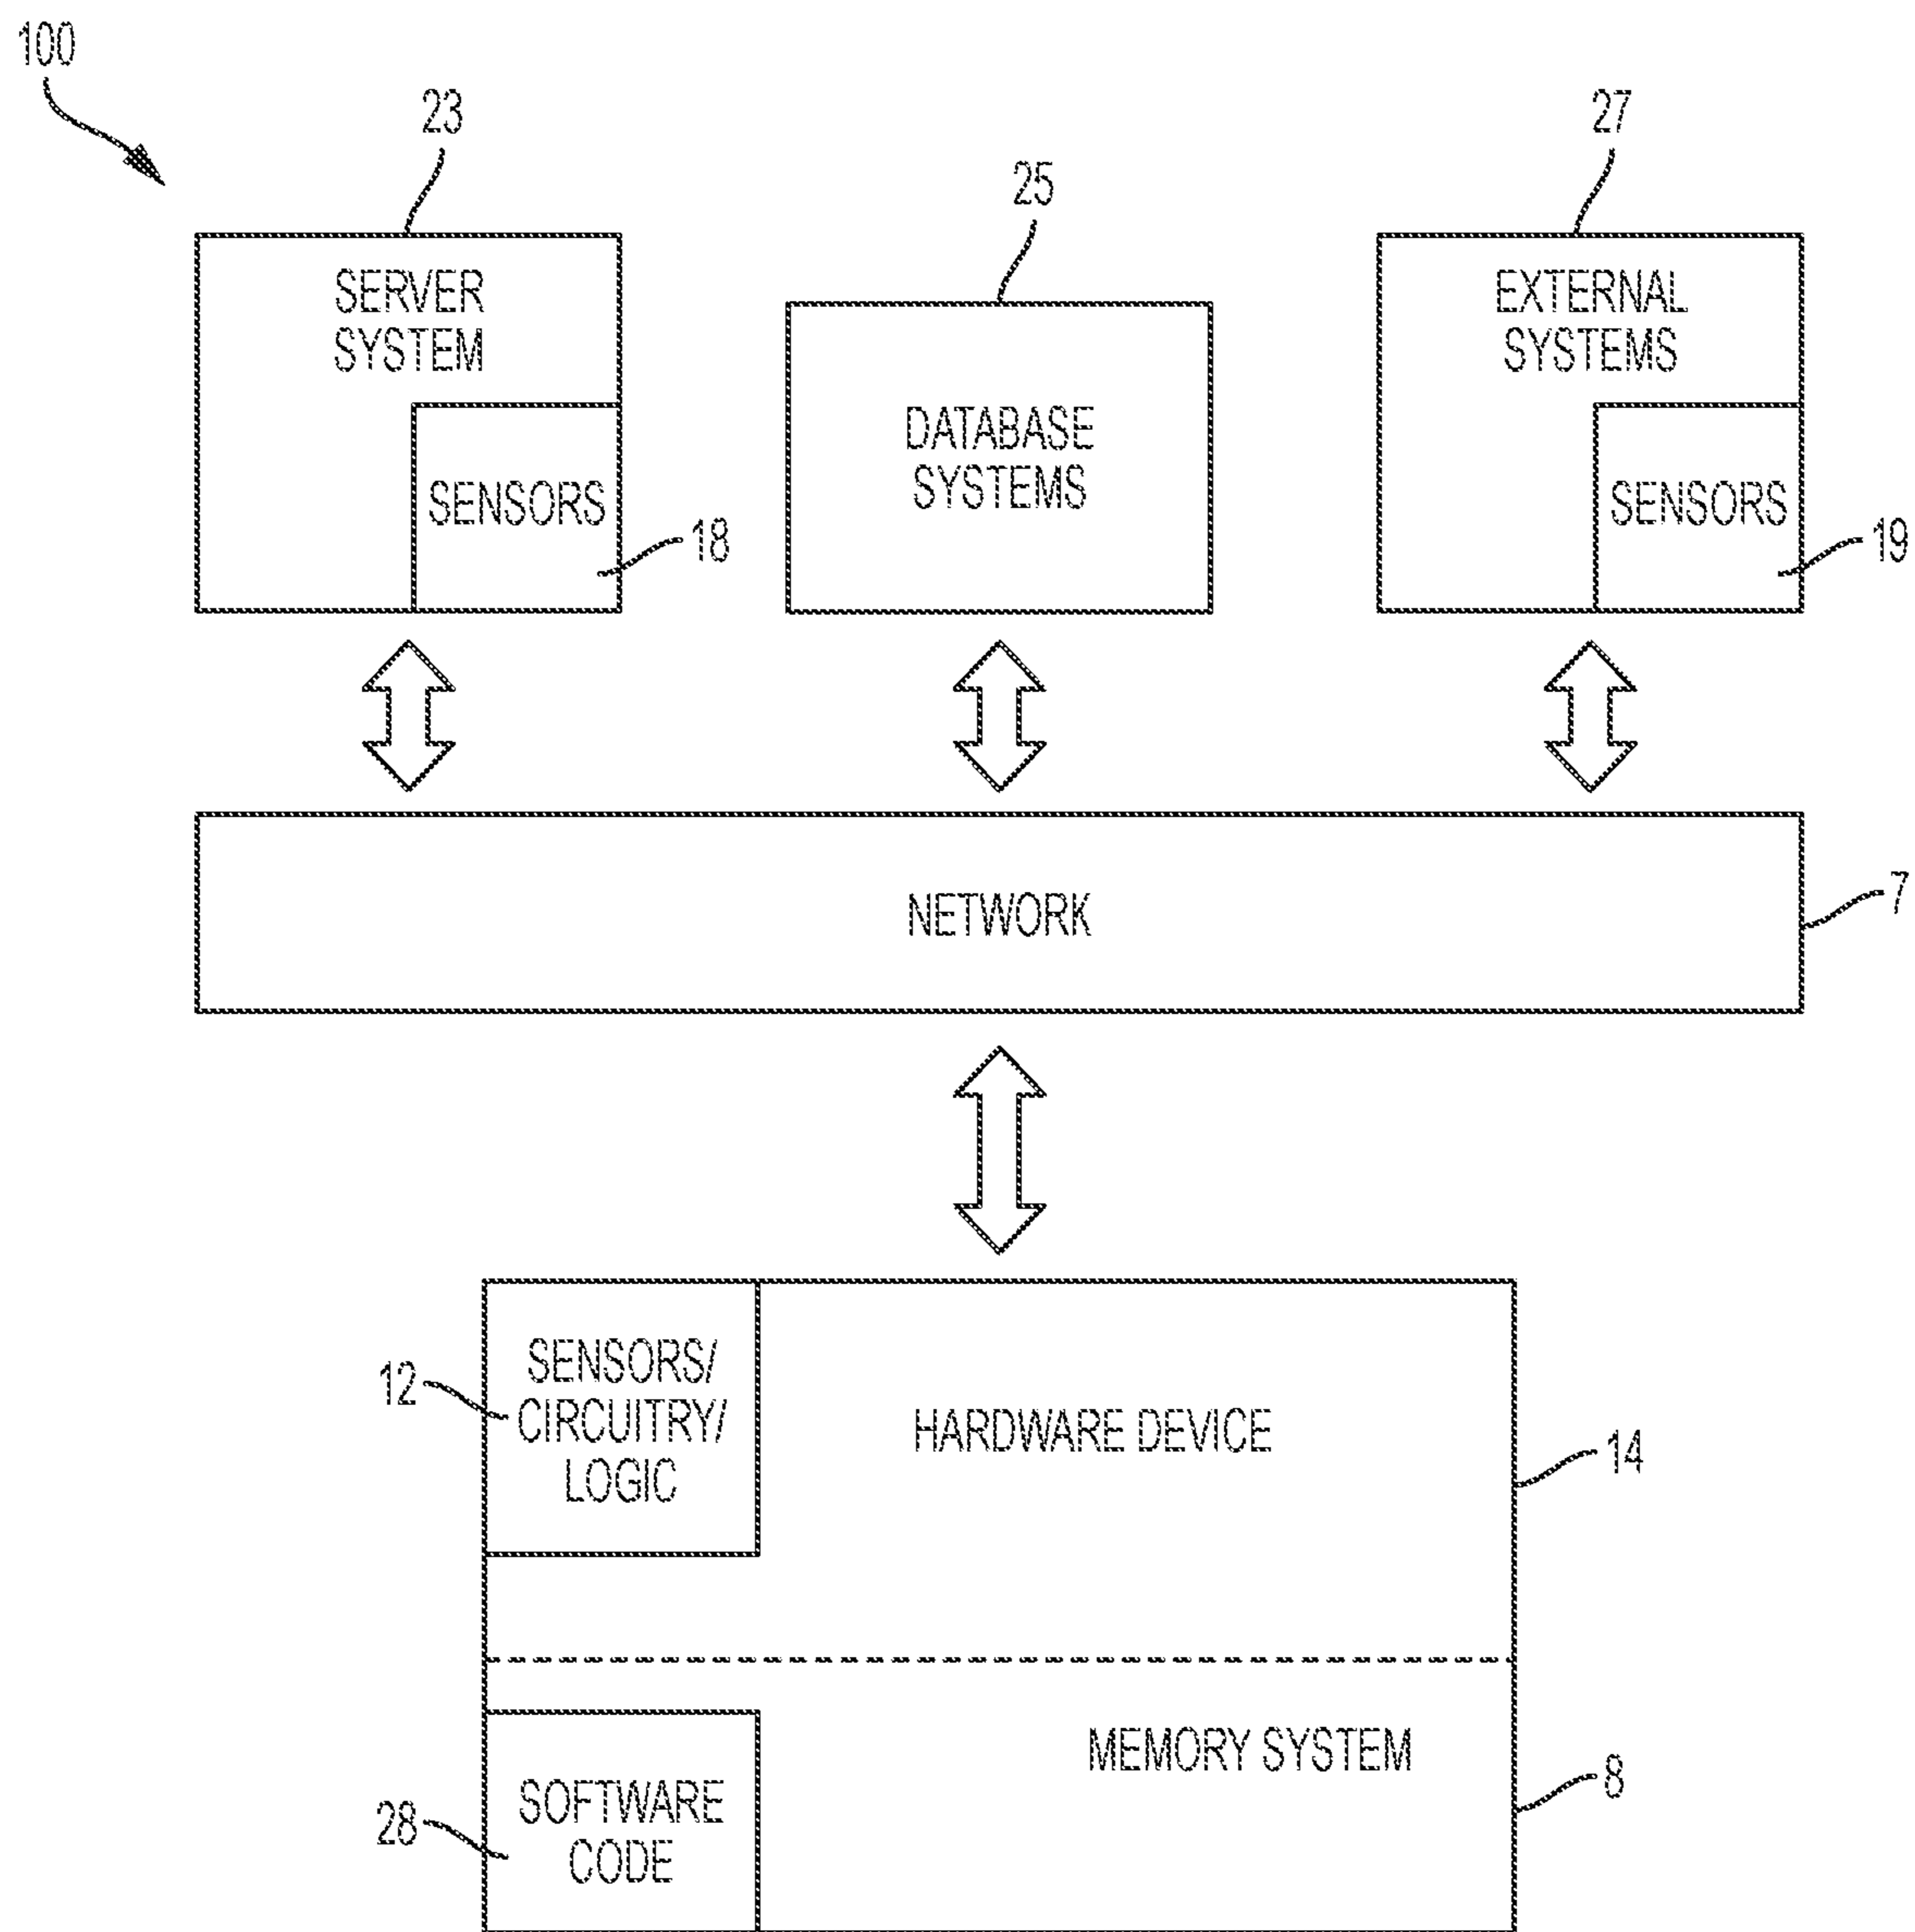 100
23
25
27
SERVER
SYSTEM
EXTERNAL
SYSTEMS
DATABASE
SYSTEMS
SENSORS
SENSORS
18
19
NETWORK
7
SENSORS/
CIRCUITRY/
LOGIC
12
HARDWARE DEVICE
14
MEMORY SYSTEM
8
SOFTWARE
CODE
28